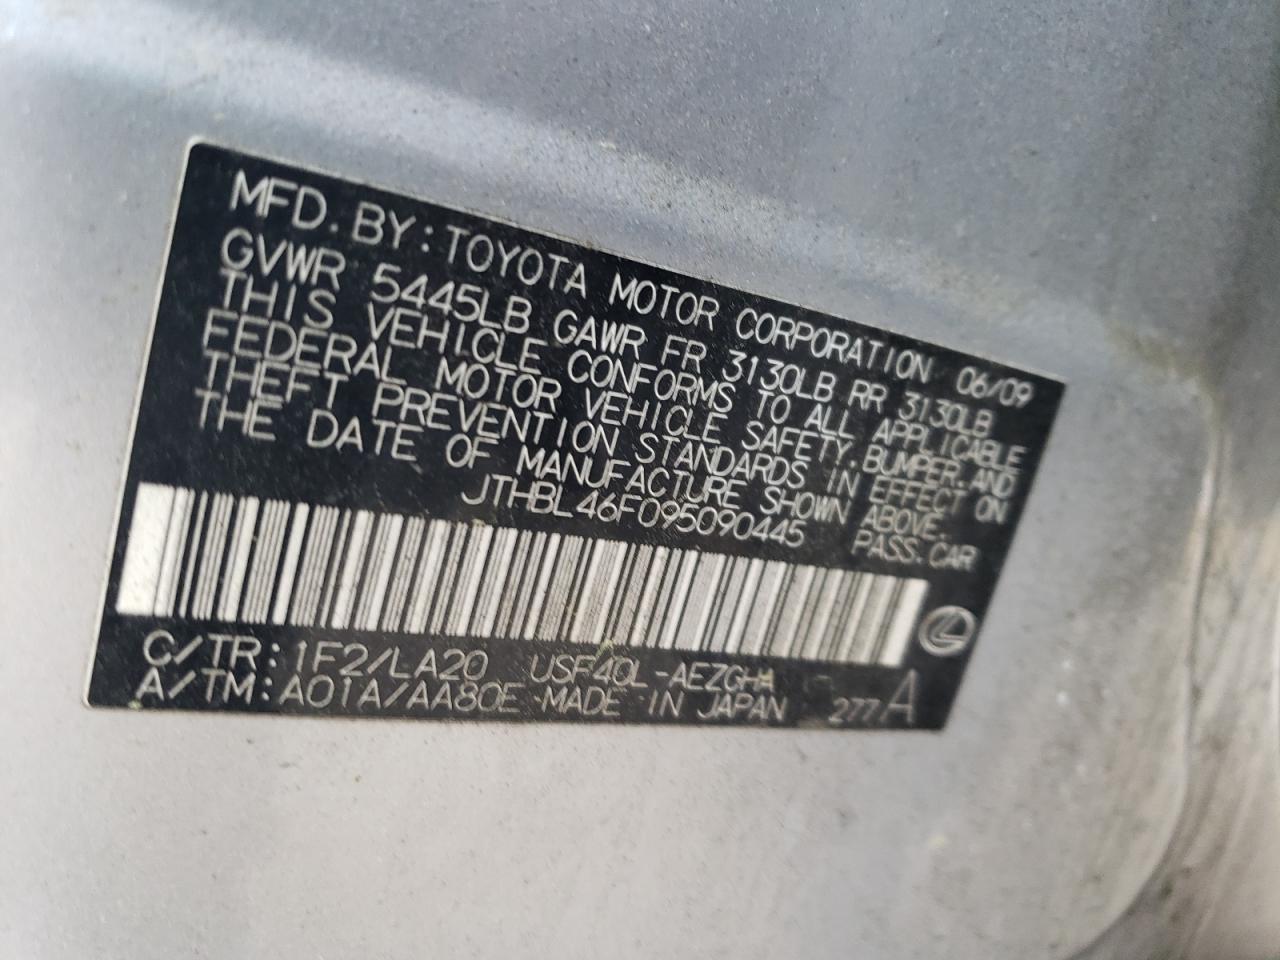 MFD. BY: TOYOTA MOTOR CORPORATION 06/09
GVWR 5445LB GAWR FR 3130LB RR 3130LB
THIS VEHICLE CONFORMS TO ALL APPLICABLE
FEDERAL MOTOR VEHICLE SAFETY, BUMPER, AND
THEFT PREVENTION STANDARDS IN EFFECT ON
THE DATE OF MANUFACTURE SHOWN ABOVE.
JTHBL46F095090445 PASS. CAR
C/TR: 1F2/LA20 USF40L-AEZGHA
A/TM: A01A/AA80E MADE IN JAPAN 277 A